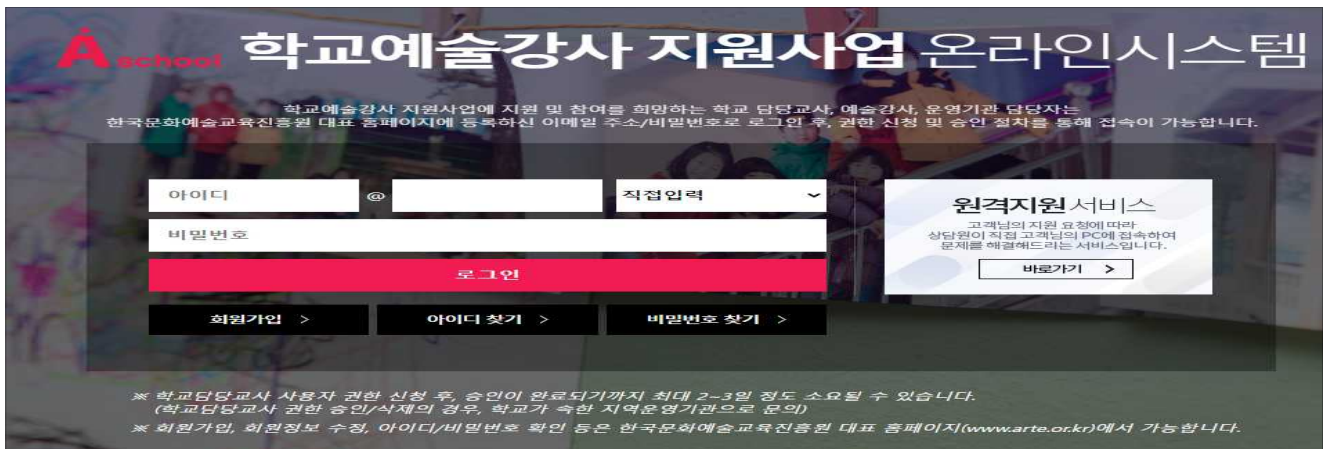 Aschool 학교예술강사 지원사업 온라인시스템
학교예술강사 지원사업에 지원 및 참여를 희망하는 학교 담당교사, 예술강사, 운영기관 담당자는
한국문화예술교육진흥원 대표 홈페이지에 등록하신 이메일 주소/비밀번호로 로그인 후, 권한 신청 및 승인 절차를 통해 접속이 가능합니다.
아이디 @ 직접입력
비밀번호
로그인
회원가입 > 아이디 찾기 > 비밀번호 찾기 >
원격지원 서비스
고객님의 지원 요청에 따라
상담원이 직접 고객님의 PC에 접속하여
문제를 해결해드리는 서비스입니다.
바로가기 >
※ 학교담당교사 사용자 권한 신청 후, 승인이 완료되기까지 최대 2~3일 정도 소요될 수 있습니다.
(학교담당교사 권한 승인/삭제의 경우, 학교가 속한 지역운영기관으로 문의)
※ 회원가입, 회원정보 수정, 아이디/비밀번호 확인 등은 한국문화예술교육진흥원 대표 홈페이지(www.arte.or.kr)에서 가능합니다.